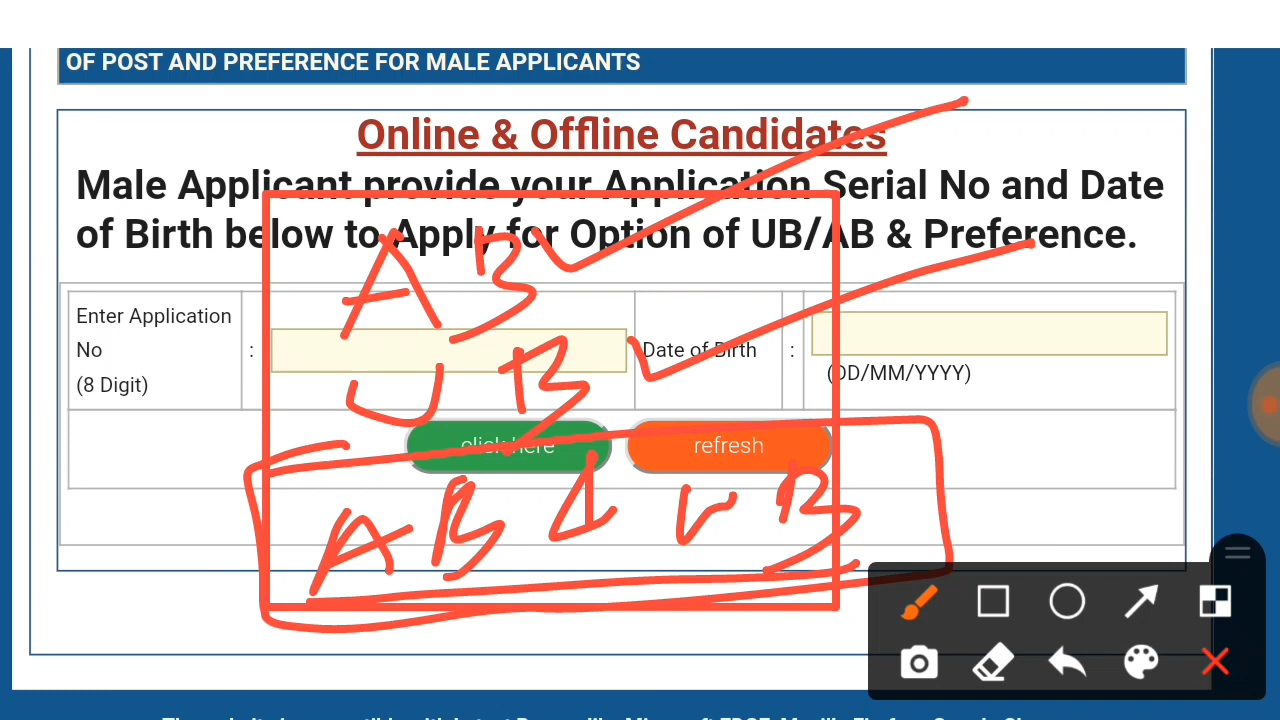 OF POST AND PREFERENCE FOR MALE APPLICANTS
Online & Offline Candidates
Male Applicant provide your Application Serial No and Date
of Birth below to Apply for Option of UB/AB & Preference.
Enter Application
No
(8 Digit)
:
Date of Birth
:
(DD/MM/YYYY)
AB
UB
click here
refresh
AB & UB